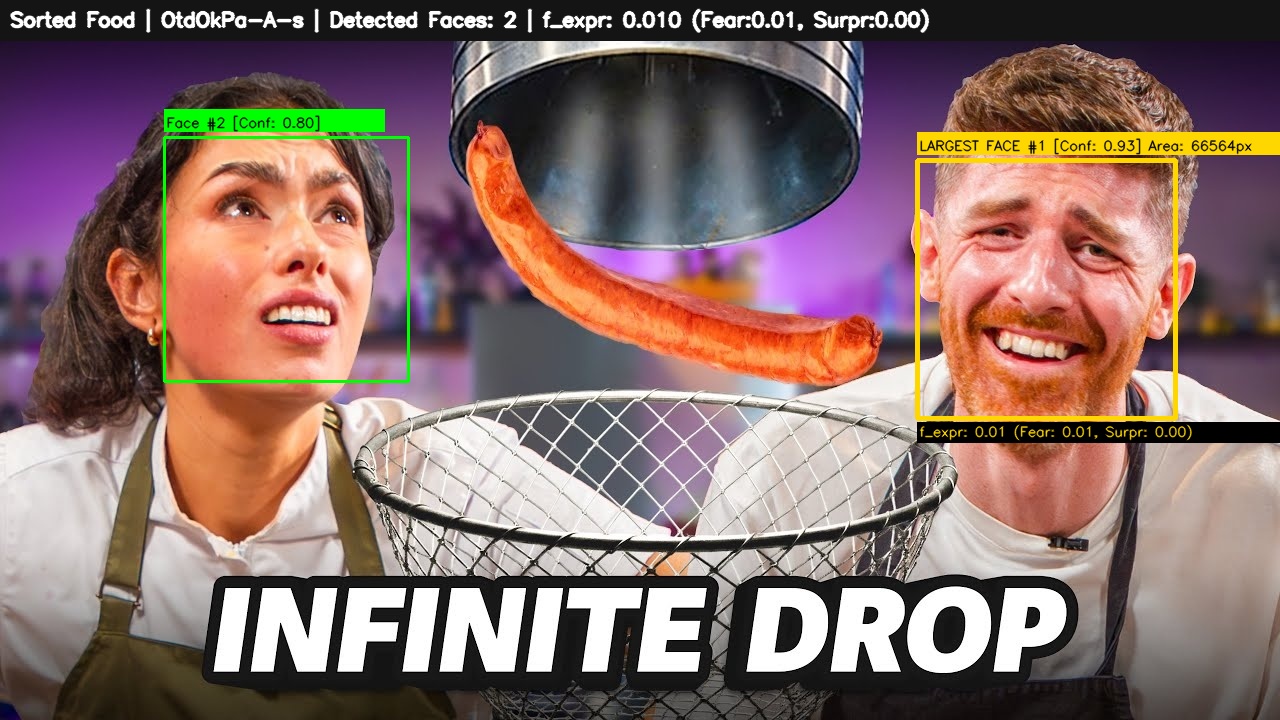 Sorted Food | OtdOkPa-A-s | Detected Faces: 2 | f_expr: 0.010 (Fear:0.01, Surpr:0.00)
Face #2 [Conf: 0.80]
LARGEST FACE #1 [Conf: 0.93] Area: 66564px
f_expr: 0.01 (Fear: 0.01, Surpr: 0.00)
INFINITE DROP